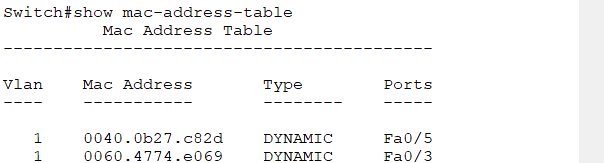 Switch#show mac-address-table
Mac Address Table
-------------------------------------------
Vlan    Mac Address       Type        Ports
----    -----------       --------    -----
1    0040.0b27.c82d    DYNAMIC     Fa0/5
1    0060.4774.e069    DYNAMIC     Fa0/3